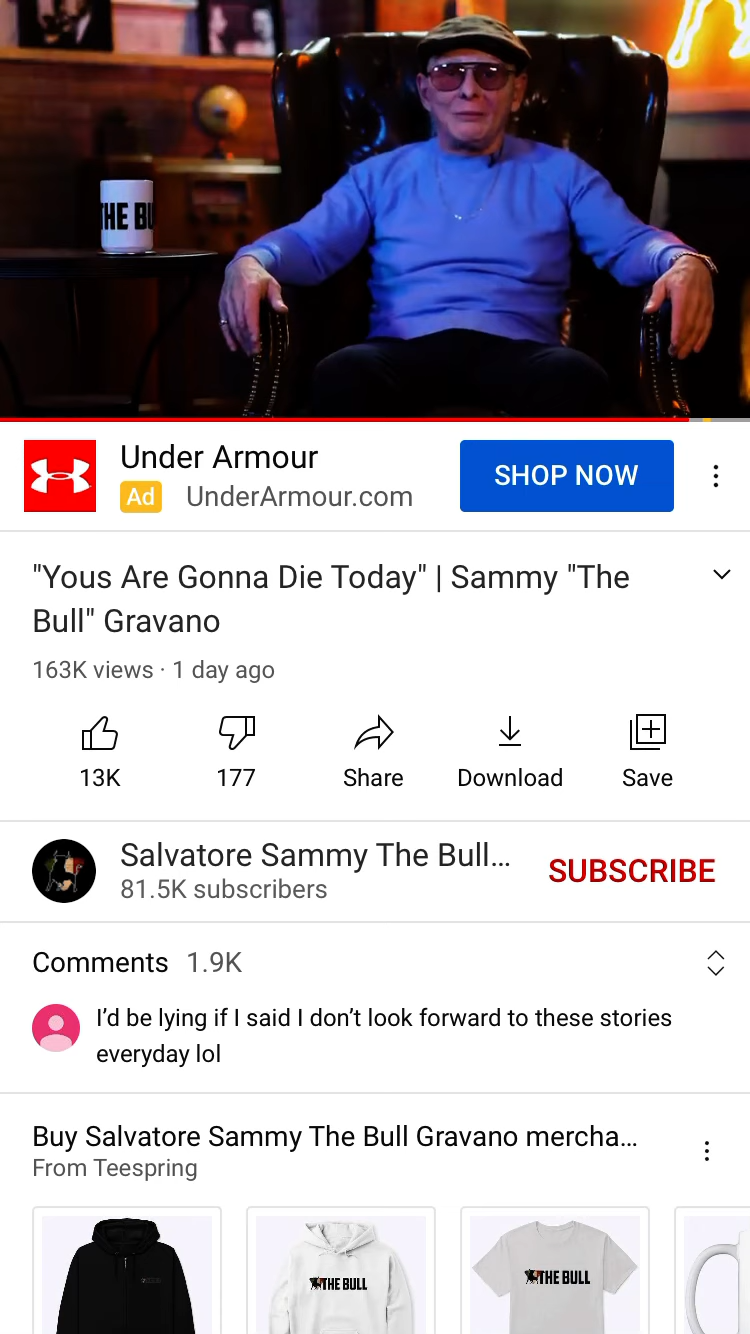 THE BU
Under Armour
SHOP NOW
Ad UnderArmour.com
"Yous Are Gonna Die Today" | Sammy "The
Bull" Gravano
163K views · 1 day ago
13K 177 Share Download Save
Salvatore Sammy The Bull...
SUBSCRIBE
81.5K subscribers
Comments 1.9K
I’d be lying if I said I don’t look forward to these stories
everyday lol
Buy Salvatore Sammy The Bull Gravano mercha...
From Teespring
THE BULL
THE BULL